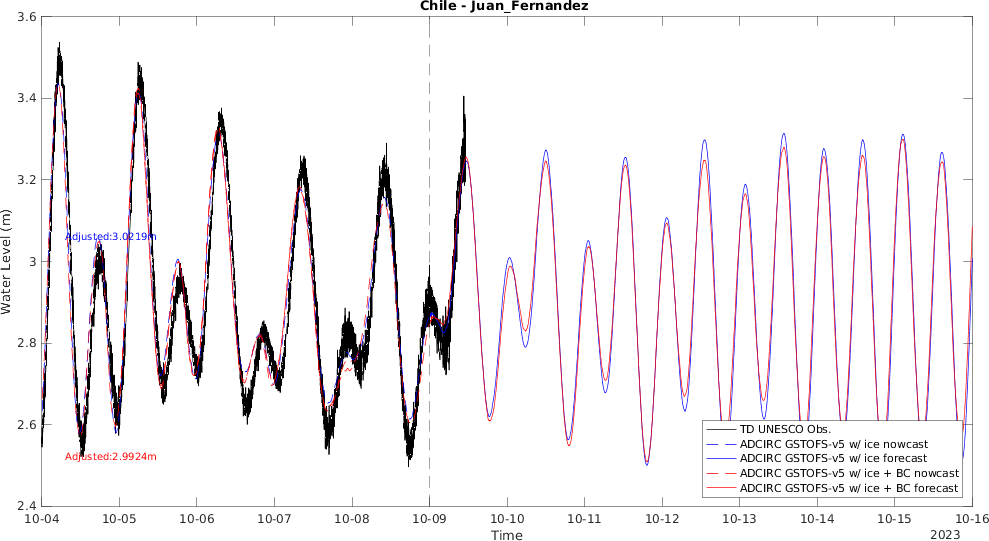 Chile - Juan_Fernandez
3.6
3.4
3.2
3
2.8
2.6
2.4
Water Level (m)
Adjusted:3.0219m
Adjusted:2.9924m
TD UNESCO Obs.
ADCIRC GSTOFS-v5 w/ ice nowcast
ADCIRC GSTOFS-v5 w/ ice forecast
ADCIRC GSTOFS-v5 w/ ice + BC nowcast
ADCIRC GSTOFS-v5 w/ ice + BC forecast
10-04 10-05 10-06 10-07 10-08 10-09 10-10 10-11 10-12 10-13 10-14 10-15 10-16
Time
2023